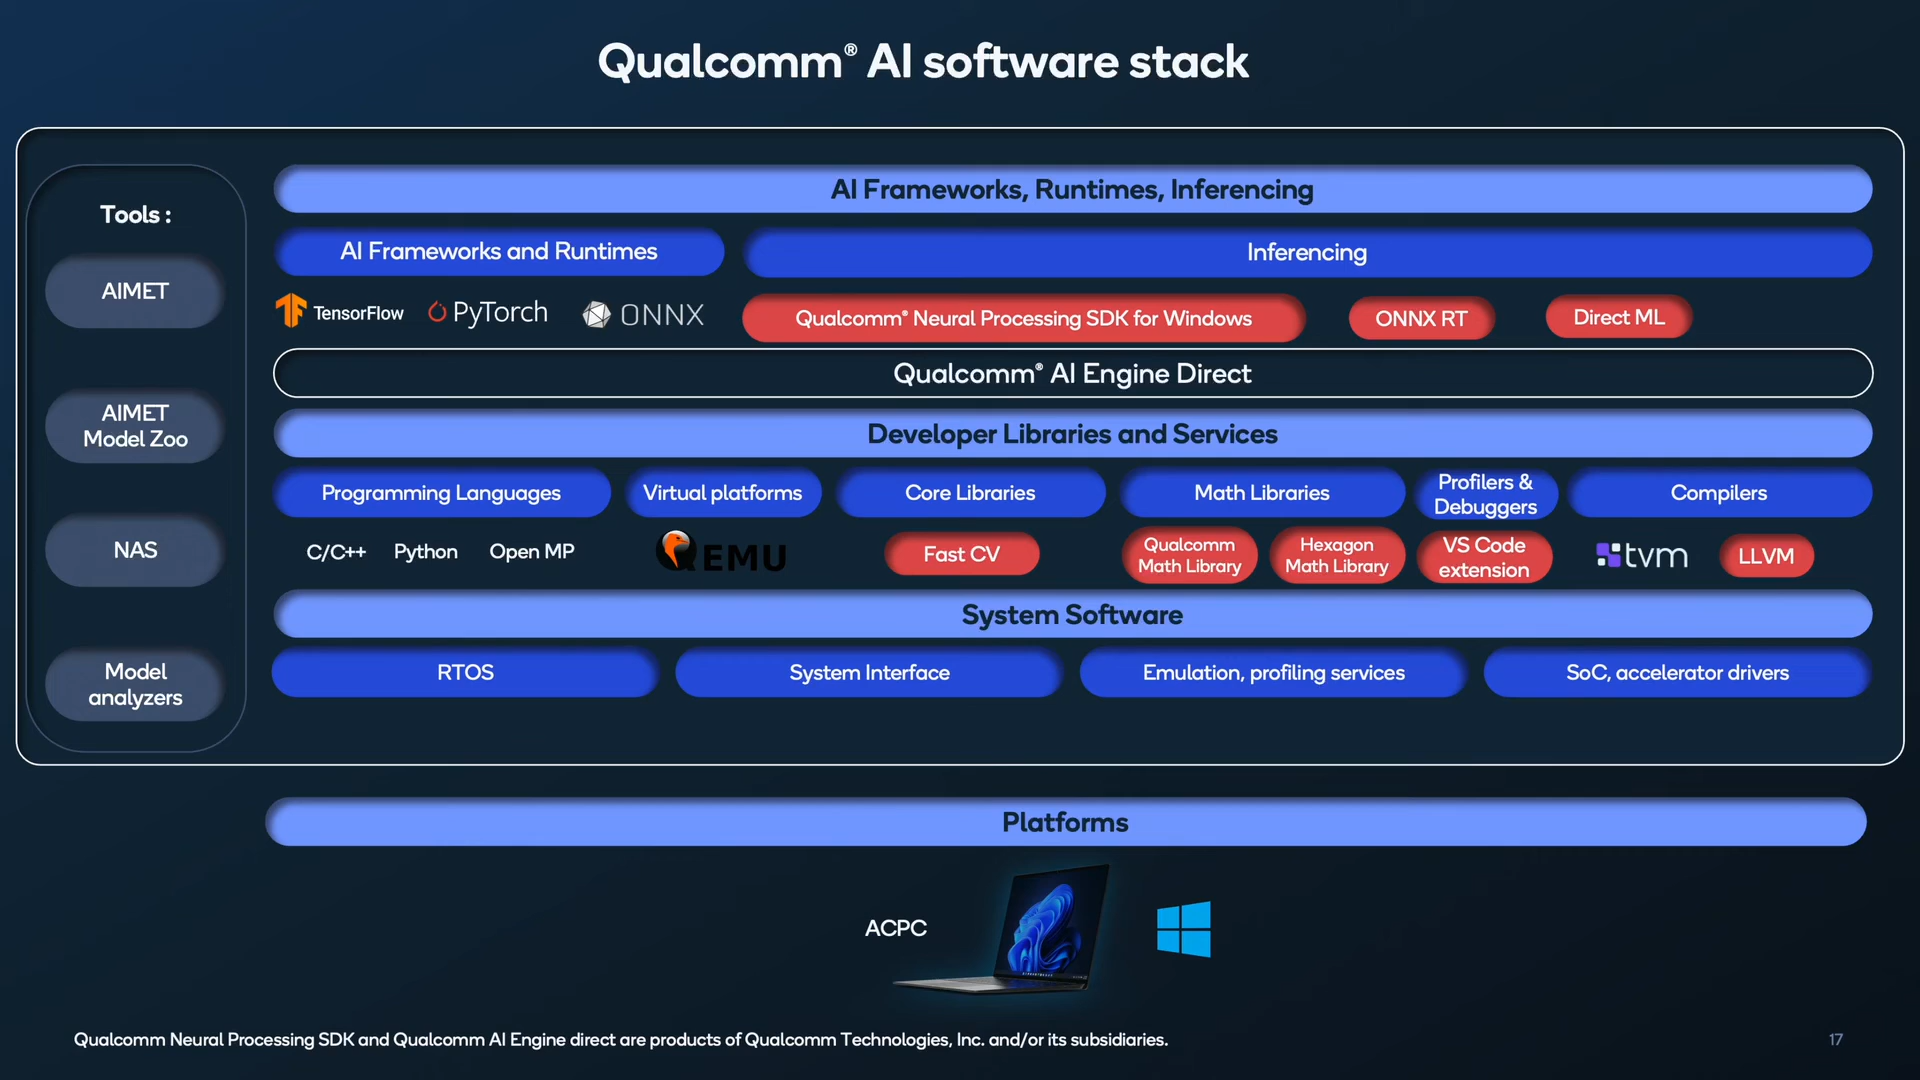 Qualcomm® AI software stack
Tools :
AIMET
AIMET
Model Zoo
NAS
Model
analyzers
AI Frameworks, Runtimes, Inferencing
AI Frameworks and Runtimes
Inferencing
TensorFlow
PyTorch
ONNX
Qualcomm® Neural Processing SDK for Windows
ONNX RT
Direct ML
Qualcomm® AI Engine Direct
Developer Libraries and Services
Programming Languages
Virtual platforms
Core Libraries
Math Libraries
Profilers &
Debuggers
Compilers
C/C++
Python
Open MP
QEMU
Fast CV
Qualcomm
Math Library
Hexagon
Math Library
VS Code
extension
tvm
LLVM
System Software
RTOS
System Interface
Emulation, profiling services
SoC, accelerator drivers
Platforms
ACPC
Qualcomm Neural Processing SDK and Qualcomm AI Engine direct are products of Qualcomm Technologies, Inc. and/or its subsidiaries.
17